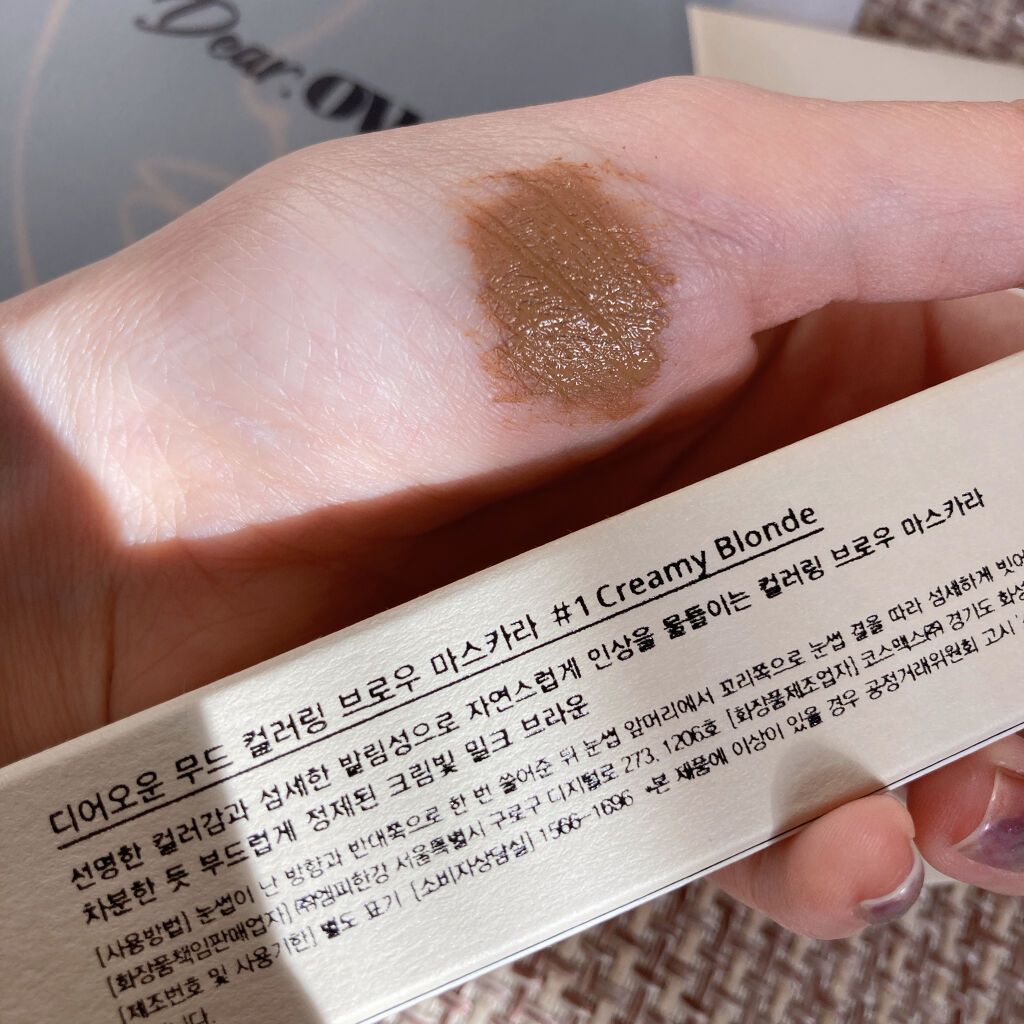 Dear.
디어오운 무드 컬러링 브로우 마스카라 #1 Creamy Blonde
선명한 컬러감과 섬세한 발림성으로 자연스럽게 인상을 물들이는 컬러링 브로우 마스카라
차분한 듯 부드럽게 정제된 크림빛 밀크 브라운
[사용방법] 눈썹이 난 방향과 반대쪽으로 한 번 쓸어준 뒤 눈썹 앞머리에서 꼬리쪽으로 눈썹 결을 따라 섬세하게
[화장품책임판매업자] ㈜엠피한강 서울특별시 구로구 디지털로 273, 1206호 [화장품제조업자] 코스맥스㈜ 경기도
[제조번호 및 사용기한] 별도 표기 [소비자상담실] 1566-1696 *본 제품에 이상이 있을 경우 공정거래위원회 고시